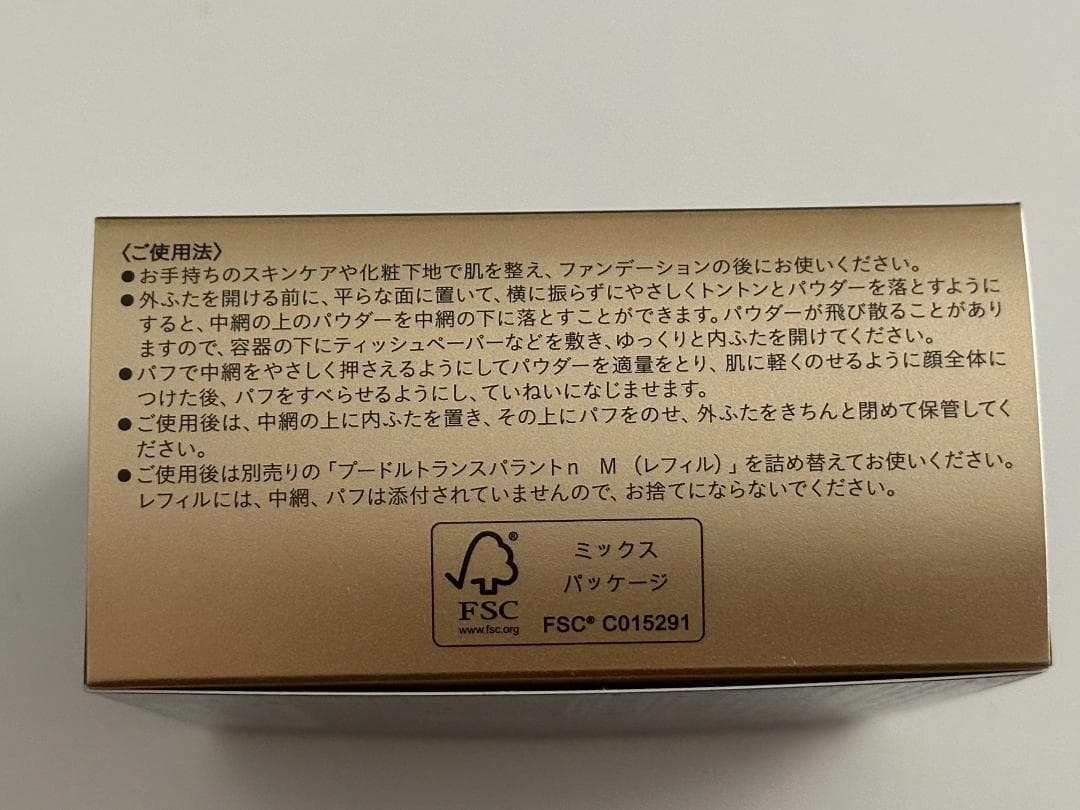 〈ご使用法〉
●お手持ちのスキンケアや化粧下地で肌を整え、ファンデーションの後にお使いください。
●外ふたを開ける前に、平らな面に置いて、横に振らずにやさしくトントンとパウダーを落とすように
すると、中網の上のパウダーを中網の下に落とすことができます。パウダーが飛び散ることがあり
ますので、容器の下にティッシュペーパーなどを敷き、ゆっくりと内ふたを開けてください。
●パフで中網をやさしく押さえるようにしてパウダーを適量をとり、肌に軽くのせるように顔全体に
つけた後、パフをすべらせるようにし、ていねいになじませます。
●ご使用後は、中網の上に内ふたを置き、その上にパフをのせ、外ふたをきちんと閉めて保管してく
ださい。
●ご使用後は別売りの「プードルトランスパラントn M（レフィル）」を詰め替えてお使いください。
レフィルには、中網、パフは添付されていませんので、お捨てにならないでください。
®
FSC
www.fsc.org
ミックス
パッケージ
FSC® C015291